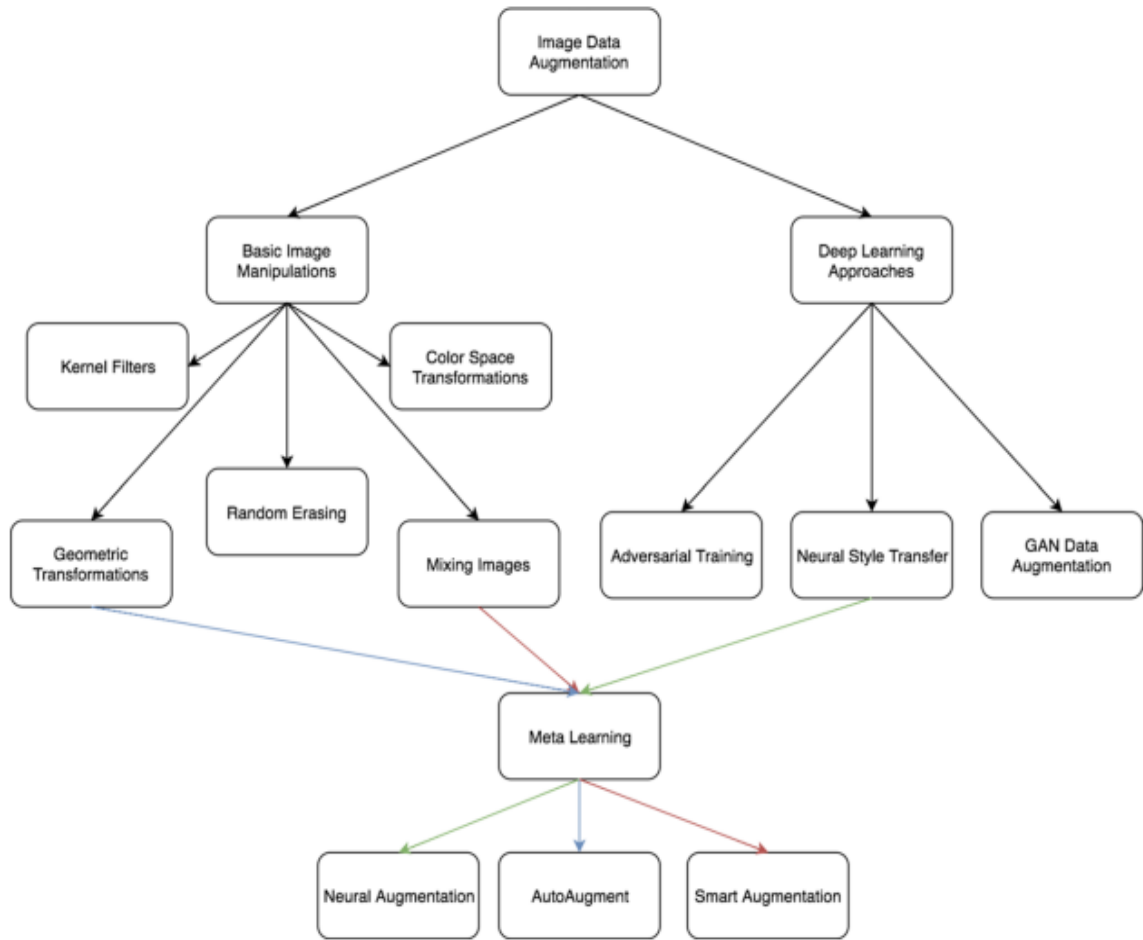 Image Data
Augmentation
Basic Image
Manipulations
Deep Learning
Approaches
Kernel Filters
Color Space
Transformations
Random Erasing
Geometric
Transformations
Mixing Images
Adversarial Training
Neural Style Transfer
GAN Data
Augmentation
Meta Learning
Neural Augmentation
AutoAugment
Smart Augmentation